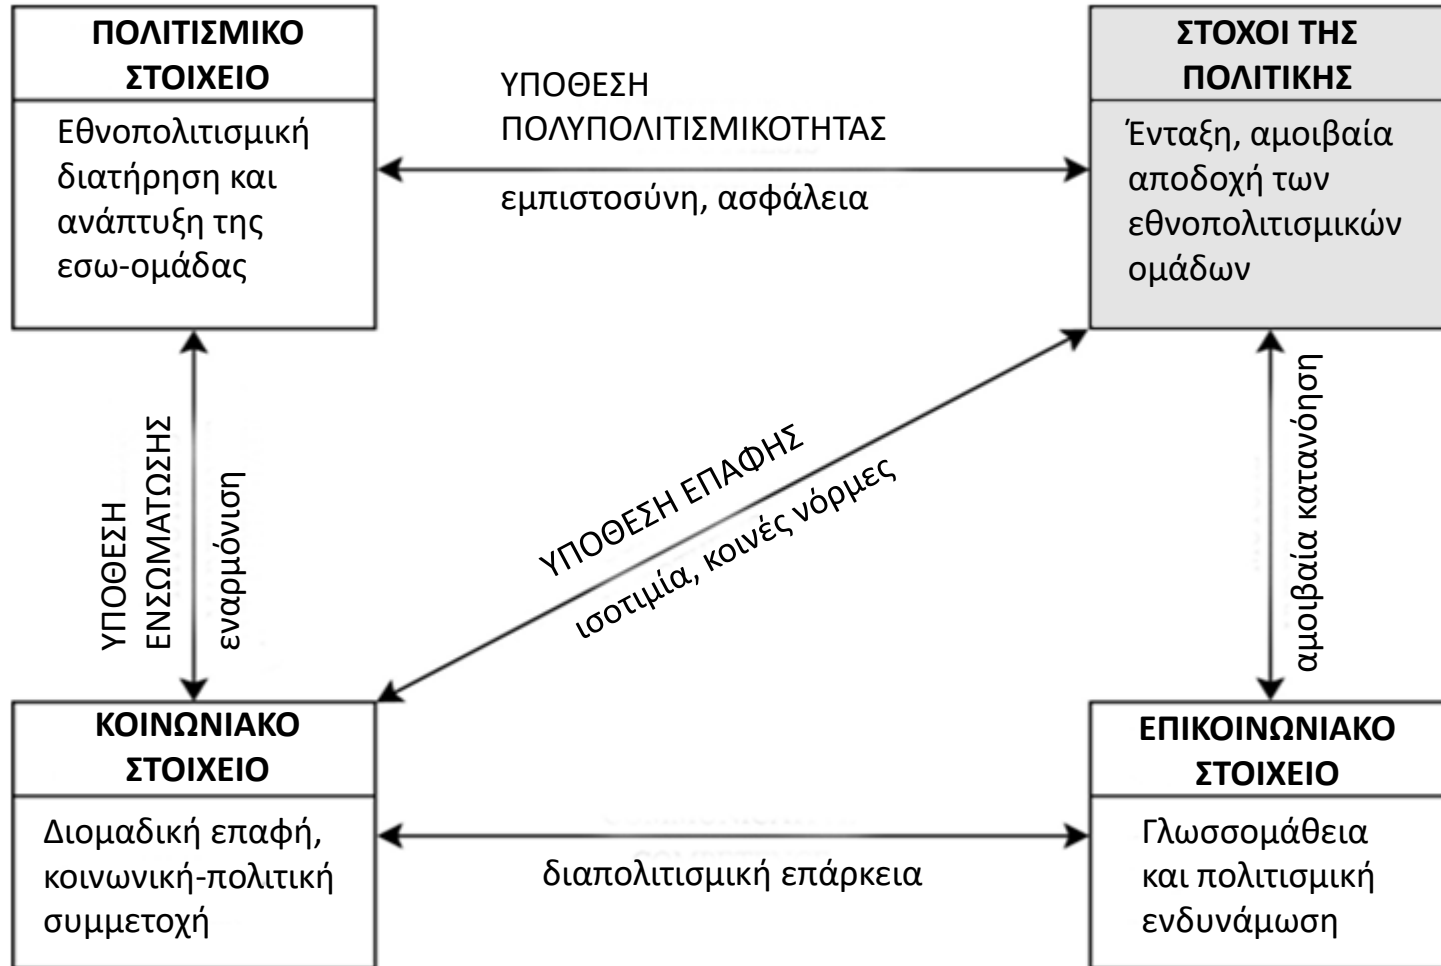 ΠΟΛΙΤΙΣΜΙΚΟ
ΣΤΟΙΧΕΙΟ
Εθνοπολιτισμική
διατήρηση και
ανάπτυξη της
εσω-ομάδας
ΥΠΟΘΕΣΗ
ΠΟΛΥΠΟΛΙΤΙΣΜΙΚΟΤΗΤΑΣ
εμπιστοσύνη, ασφάλεια
ΣΤΟΧΟΙ ΤΗΣ
ΠΟΛΙΤΙΚΗΣ
Ένταξη, αμοιβαία
αποδοχή των
εθνοπολιτισμικών
ομάδων
ΥΠΟΘΕΣΗ
ΕΝΣΩΜΑΤΩΣΗΣ
εναρμόνιση
ΥΠΟΘΕΣΗ ΕΠΑΦΗΣ
ισοτιμία, κοινές νόρμες
αμοιβαία κατανόηση
ΚΟΙΝΩΝΙΑΚΟ
ΣΤΟΙΧΕΙΟ
Διομαδική επαφή,
κοινωνική-πολιτική
συμμετοχή
διαπολιτισμική επάρκεια
ΕΠΙΚΟΙΝΩΝΙΑΚΟ
ΣΤΟΙΧΕΙΟ
Γλωσσομάθεια
και πολιτισμική
ενδυνάμωση